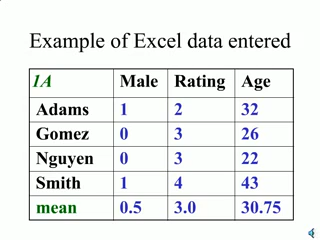 Example of Excel data entered
1A Male Rating Age
Adams 1 2 32
Gomez 0 3 26
Nguyen 0 3 22
Smith 1 4 43
mean 0.5 3.0 30.75